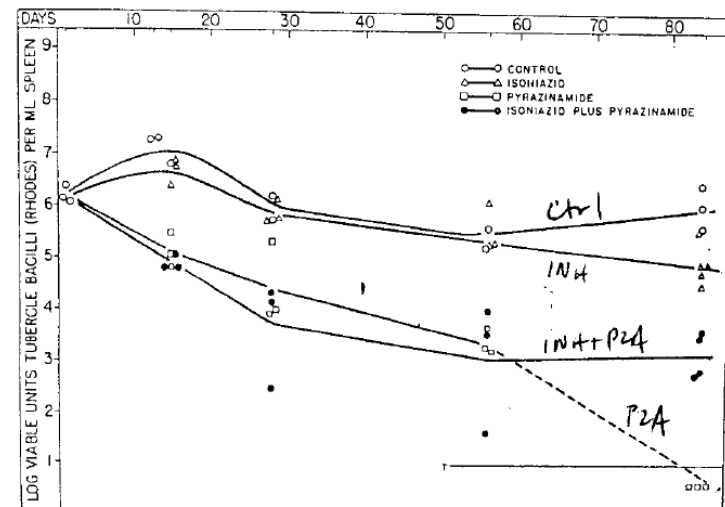 DAYS 10 20 30 40 50 60 70 80
LOG VIABLE UNITS TUBERCLE BACILLI (RHODES) PER ML SPLEEN
9
8
7
6
5
4
3
2
1
CONTROL
ISONIAZID
PYRAZINAMIDE
ISONIAZID PLUS PYRAZINAMIDE
Ctrl
INH
INH+PZA
PZA
T